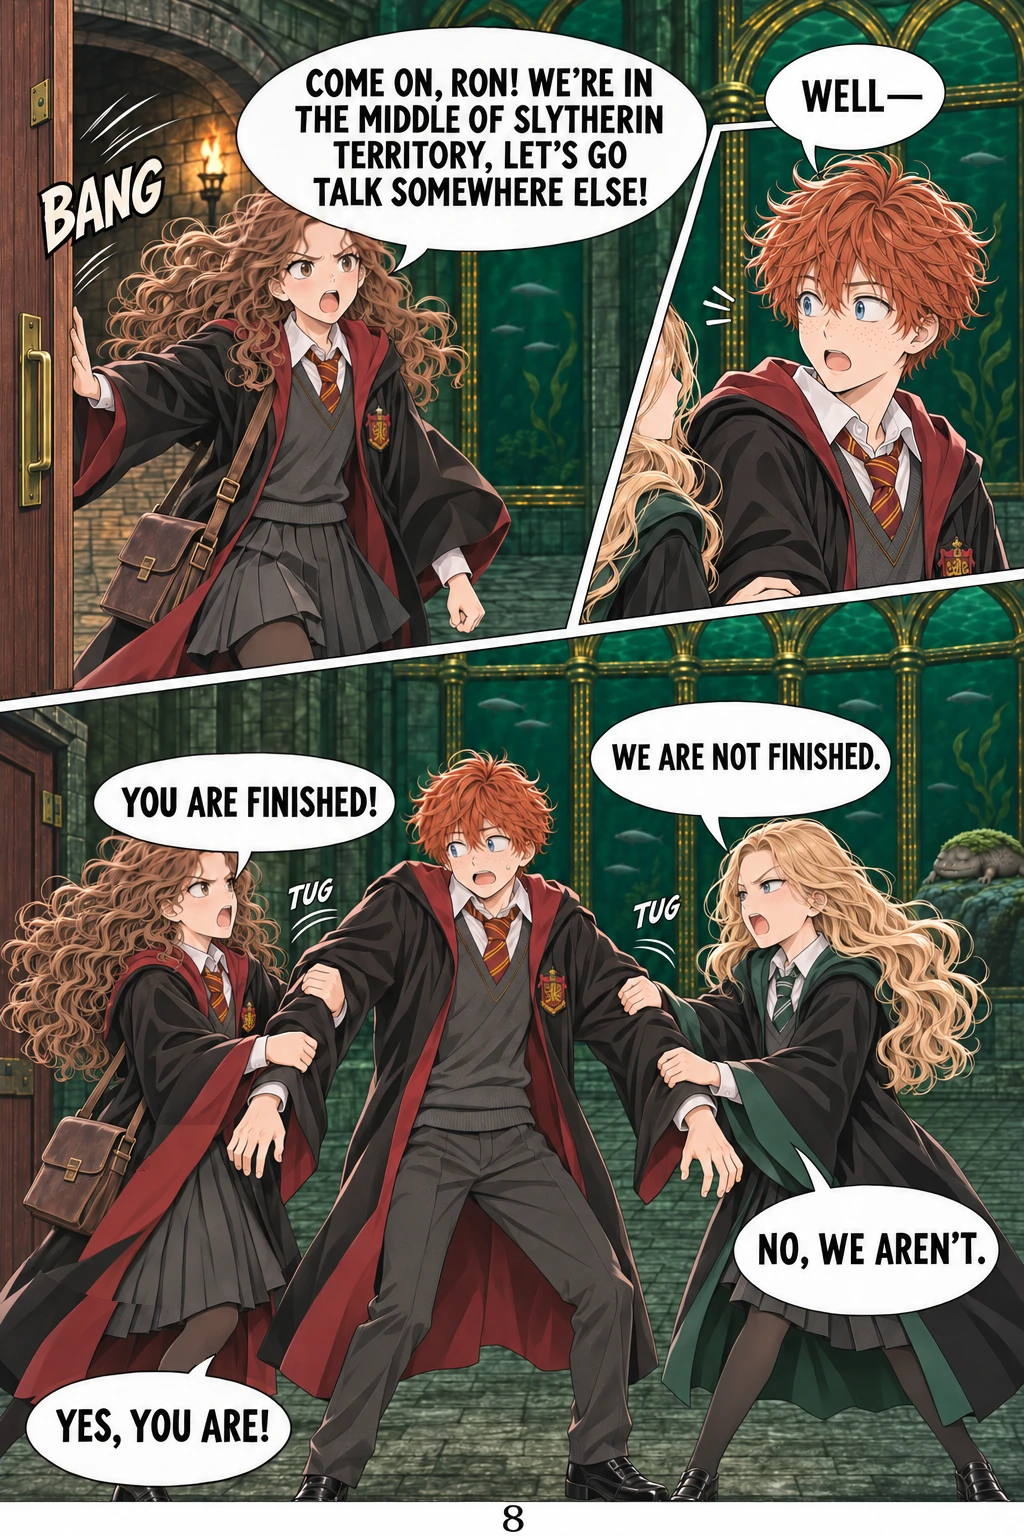 COME ON, RON! WE'RE IN
THE MIDDLE OF SLYTHERIN
TERRITORY, LET'S GO
TALK SOMEWHERE ELSE!
BANG
WELL—
YOU ARE FINISHED!
WE ARE NOT FINISHED.
TUG
TUG
NO, WE AREN'T.
YES, YOU ARE!
8